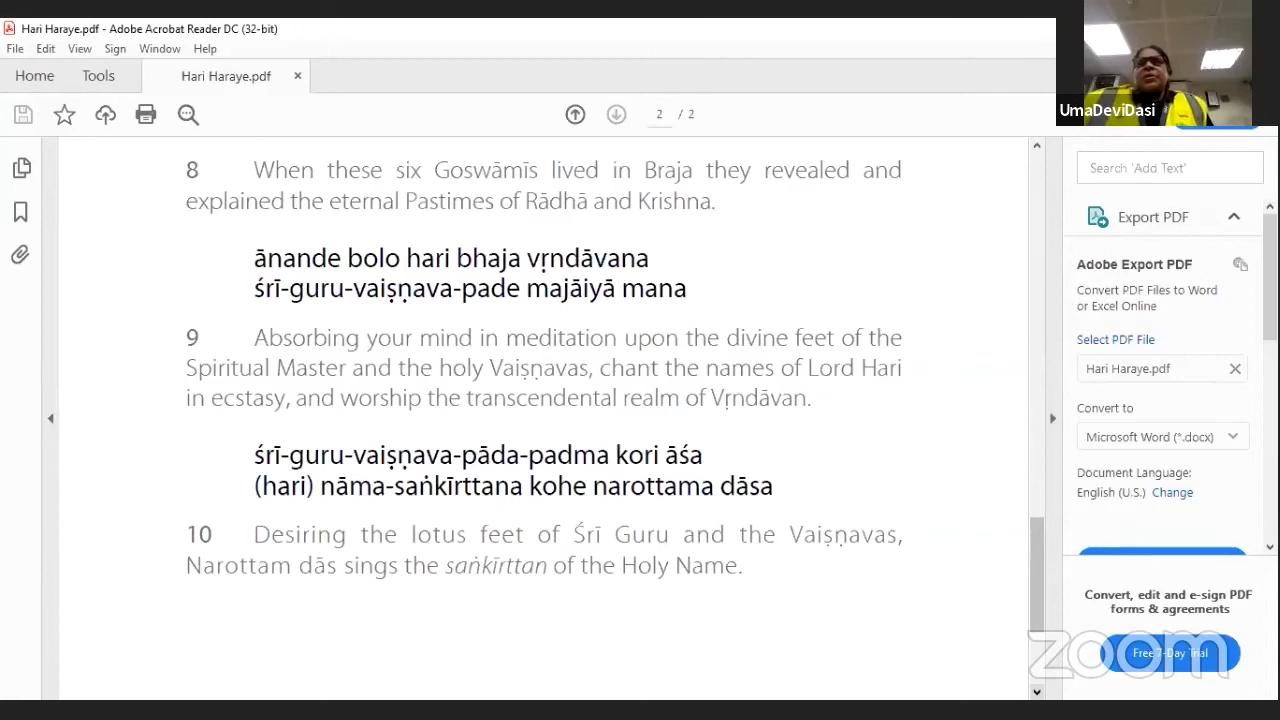 Hari Haraye.pdf - Adobe Acrobat Reader DC (32-bit)
File Edit View Sign Window Help
Home Tools Hari Haraye.pdf ×
2 / 2
UmaDeviDasi
8 When these six Goswāmīs lived in Braja they revealed and
explained the eternal Pastimes of Rādhā and Krishna.
ānande bolo hari bhaja vṛndāvana
śrī-guru-vaiṣṇava-pade majāiyā mana
9 Absorbing your mind in meditation upon the divine feet of the
Spiritual Master and the holy Vaiṣṇavas, chant the names of Lord Hari
in ecstasy, and worship the transcendental realm of Vṛndāvan.
śrī-guru-vaiṣṇava-pāda-padma kori āśa
(hari) nāma-saṅkīrttana kohe narottama dāsa
10 Desiring the lotus feet of Śrī Guru and the Vaiṣṇavas,
Narottam dās sings the saṅkīrttan of the Holy Name.
Search 'Add Text'
Export PDF
Adobe Export PDF
Convert PDF Files to Word
or Excel Online
Select PDF File
Hari Haraye.pdf
Convert to
Microsoft Word (*.docx)
Document Language:
English (U.S.) Change
Convert, edit and e-sign PDF
forms & agreements
Free 7-Day Trial
zoom